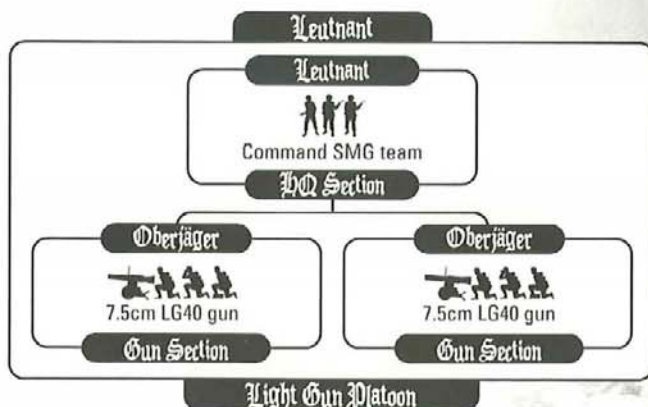 Leutnant
Leutnant
Command SMG team
HQ Section
Oberjäger
7.5cm LG40 gun
Gun Section
Oberjäger
7.5cm LG40 gun
Gun Section
Light Gun Platoon